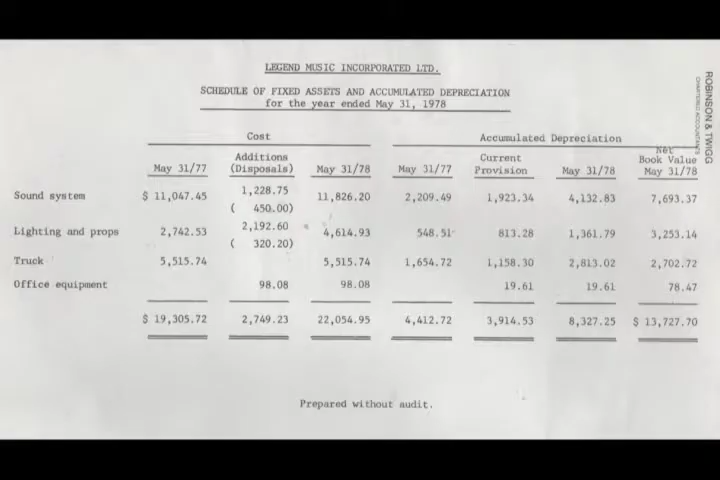 LEGEND MUSIC INCORPORATED LTD.
SCHEDULE OF FIXED ASSETS AND ACCUMULATED DEPRECIATION
for the year ended May 31, 1978
ROBINSON & TWIGG
CHARTERED ACCOUNTANTS
Cost Accumulated Depreciation
May 31/77 Additions (Disposals) May 31/78 May 31/77 Current Provision May 31/78 Net Book Value May 31/78
Sound system $ 11,047.45 1,228.75 11,826.20 2,209.49 1,923.34 4,132.83 7,693.37
( 450.00)
Lighting and props 2,742.53 2,192.60 4,614.93 548.51 813.28 1,361.79 3,253.14
( 320.20)
Truck 5,515.74 5,515.74 1,654.72 1,158.30 2,813.02 2,702.72
Office equipment 98.08 98.08 19.61 19.61 78.47
$ 19,305.72 2,749.23 22,054.95 4,412.72 3,914.53 8,327.25 $ 13,727.70
Prepared without audit.